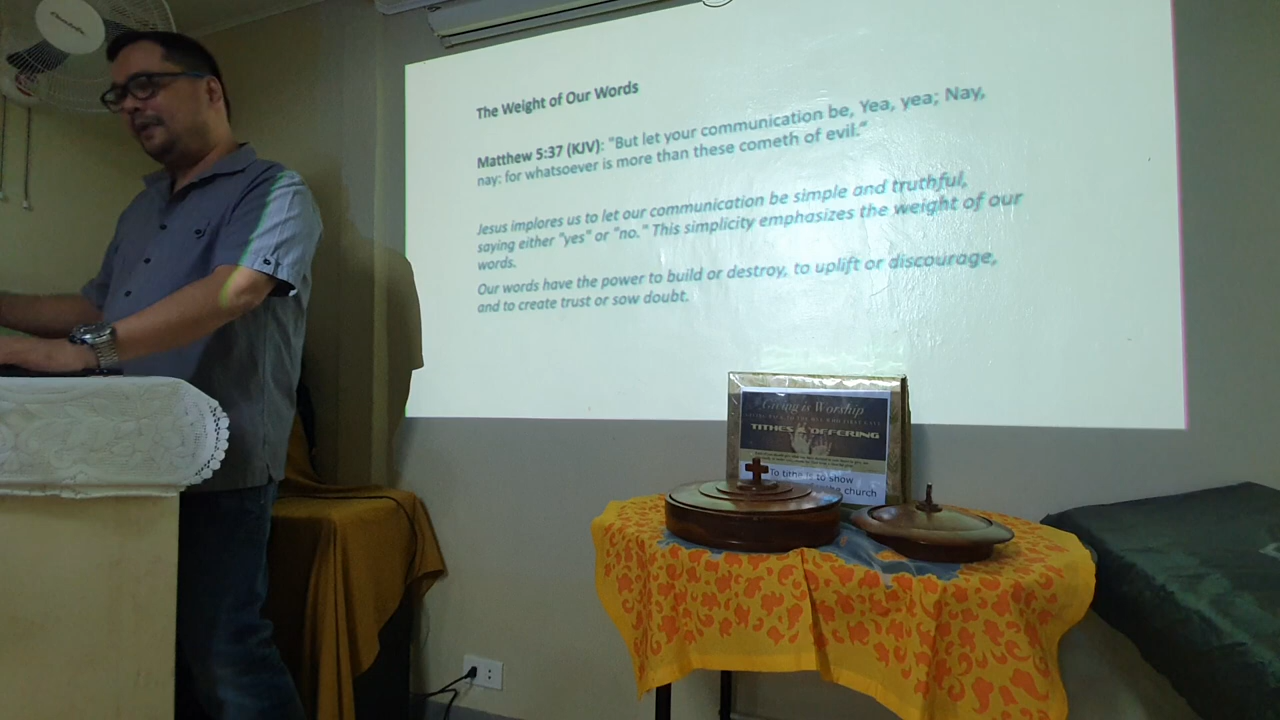 The Weight of Our Words
Matthew 5:37 (KJV): "But let your communication be, Yea, yea; Nay,
nay: for whatsoever is more than these cometh of evil."
Jesus implores us to let our communication be simple and truthful,
saying either "yes" or "no." This simplicity emphasizes the weight of our
words.
Our words have the power to build or destroy, to uplift or discourage,
and to create trust or sow doubt.
Giving is Worship
TITHES & OFFERING
To tithe is to show
the church